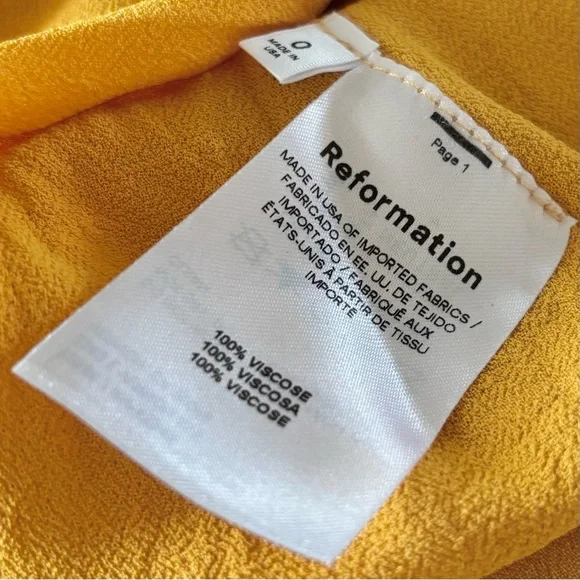 0
MADE IN
USA
Page 1
Reformation
MADE IN USA OF IMPORTED FABRICS /
FABRICADO EN EE. UU. DE TEJIDO
IMPORTADO / FABRIQUÉ AUX
ÉTATS-UNIS À PARTIR DE TISSU
IMPORTÉ
100% VISCOSE
100% VISCOSA
100% VISCOSE